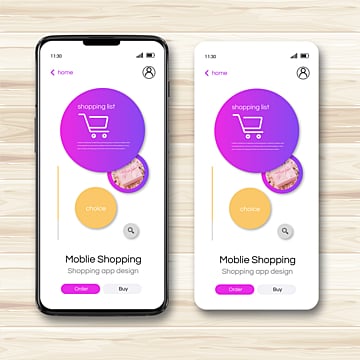 11:30
home
shopping list
choice
Moblie Shopping
Shopping app design
Order
Buy
11:30
home
shopping list
choice
Moblie Shopping
Shopping app design
Order
Buy